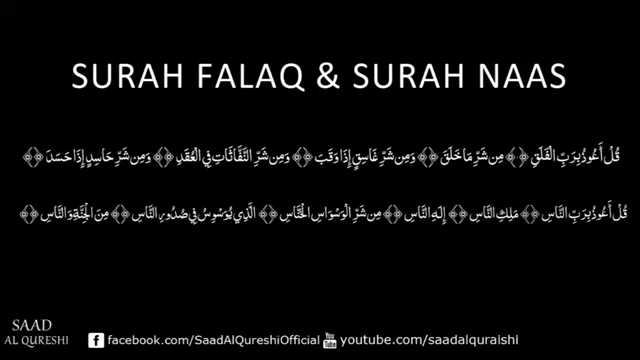 SURAH FALAQ & SURAH NAAS
قُلْ أَعُوذُ بِرَبِّ الْفَلَقِ ﴿﴾ مِن شَرِّ مَا خَلَقَ ﴿﴾ وَمِن شَرِّ غَاسِقٍ إِذَا وَقَبَ ﴿﴾ وَمِن شَرِّ النَّفَّاثَاتِ فِي الْعُقَدِ ﴿﴾ وَمِن شَرِّ حَاسِدٍ إِذَا حَسَدَ ﴿﴾
قُلْ أَعُوذُ بِرَبِّ النَّاسِ ﴿﴾ مَلِكِ النَّاسِ ﴿﴾ إِلَهِ النَّاسِ ﴿﴾ مِن شَرِّ الْوَسْوَاسِ الْخَنَّاسِ ﴿﴾ الَّذِي يُوَسْوِسُ فِي صُدُورِ النَّاسِ ﴿﴾ مِنَ الْجِنَّةِ وَالنَّاسِ ﴿﴾
SAAD
AL QURESHI
facebook.com/SaadAlQureshiOfficial
You Tube
youtube.com/saadalquraishi